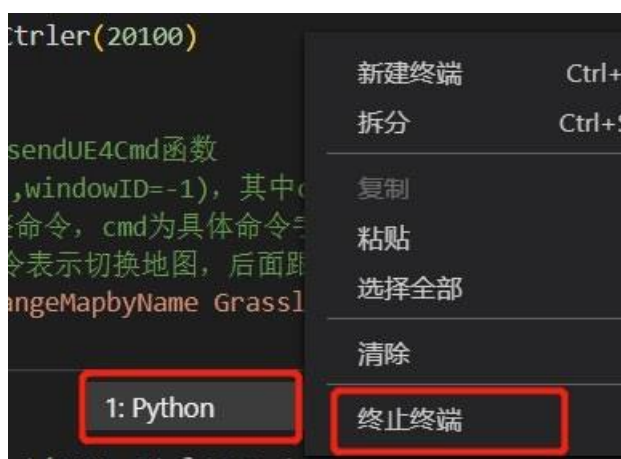 Ctrler(20100)
新建终端 Ctrl+
拆分 Ctrl+S
sendUE4Cmd函数
,windowID=-1), 其中c
复制
整命令, cmd为具体命令字
粘贴
令表示切换地图, 后面跟
选择全部
angeMapbyName Grassl
清除
1: Python
终止终端